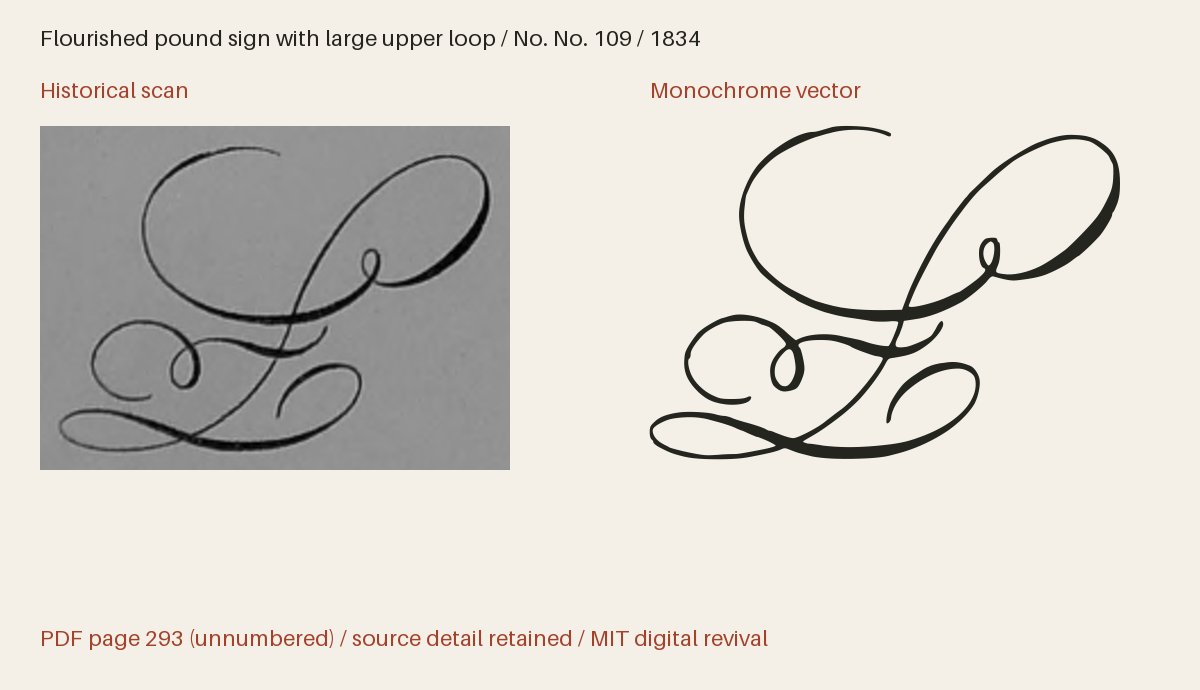 Flourished pound sign with large upper loop / No. No. 109 / 1834
Historical scan
Monochrome vector
£
£
PDF page 293 (unnumbered) / source detail retained / MIT digital revival